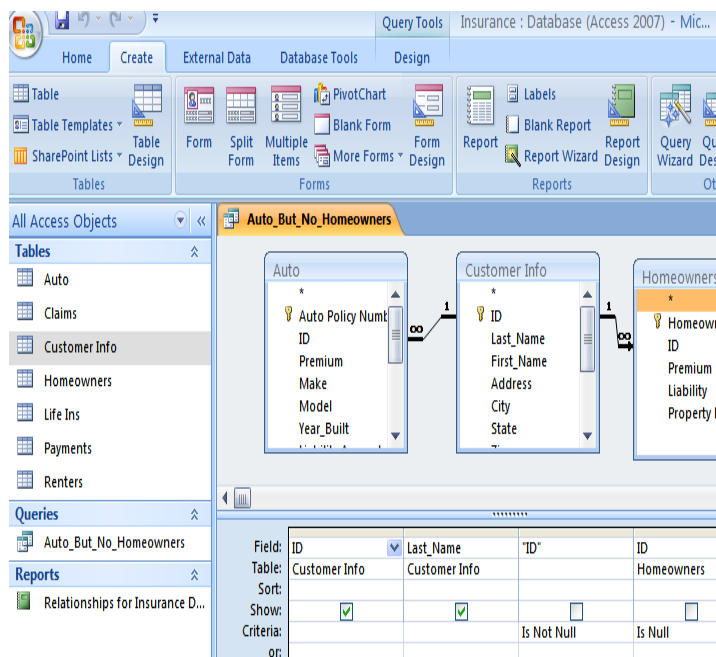 Query Tools
Insurance : Database (Access 2007) - Mic...
Home Create External Data Database Tools Design
Table
Table Templates
SharePoint Lists
Table Design
Tables
Form
Split Form
Multiple Items
PivotChart
Blank Form
More Forms
Form Design
Forms
Report
Labels
Blank Report
Report Wizard
Report Design
Reports
Query Wizard
All Access Objects
Auto_But_No_Homeowners
Tables
Auto
Claims
Customer Info
Homeowners
Life Ins
Payments
Renters
Queries
Auto_But_No_Homeowners
Reports
Relationships for Insurance D...
Auto
*
ID
Premium
Make
Model
Year_Built
∞ 1
Customer Info
*
ID
Last_Name
First_Name
Address
City
State
1 ∞
Homeowners
*
ID
Premium
Liability
Property
Field: ID Last_Name "ID" ID
Table: Customer Info Customer Info Homeowners
Sort:
Show:
Criteria: Is Not Null Is Null
or: